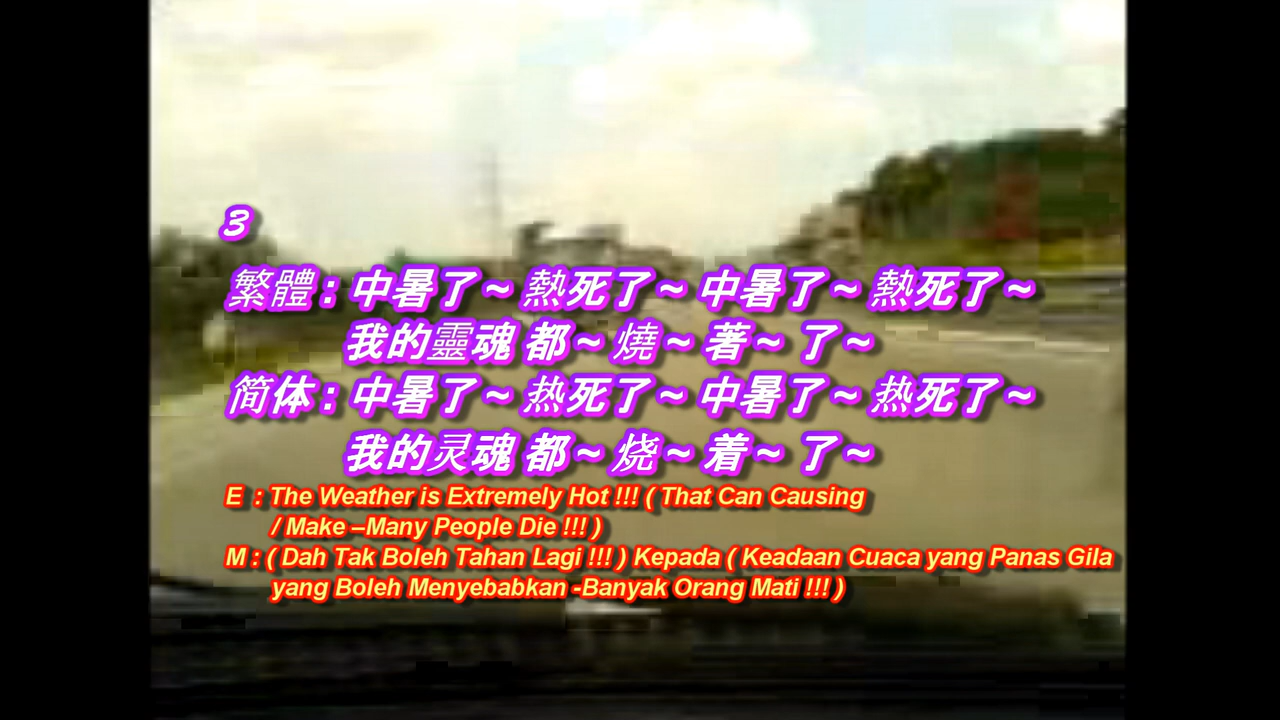 3
繁體 : 中暑了~ 熱死了~ 中暑了~ 熱死了~
我的靈魂 都~ 燒~ 著~ 了~
简体 : 中暑了~ 热死了~ 中暑了~ 热死了~
我的灵魂 都~ 烧~ 着~ 了~
E : The Weather is Extremely Hot !!! ( That Can Causing
/ Make –Many People Die !!! )
M : ( Dah Tak Boleh Tahan Lagi !!! ) Kepada ( Keadaan Cuaca yang Panas Gila
yang Boleh Menyebabkan -Banyak Orang Mati !!! )